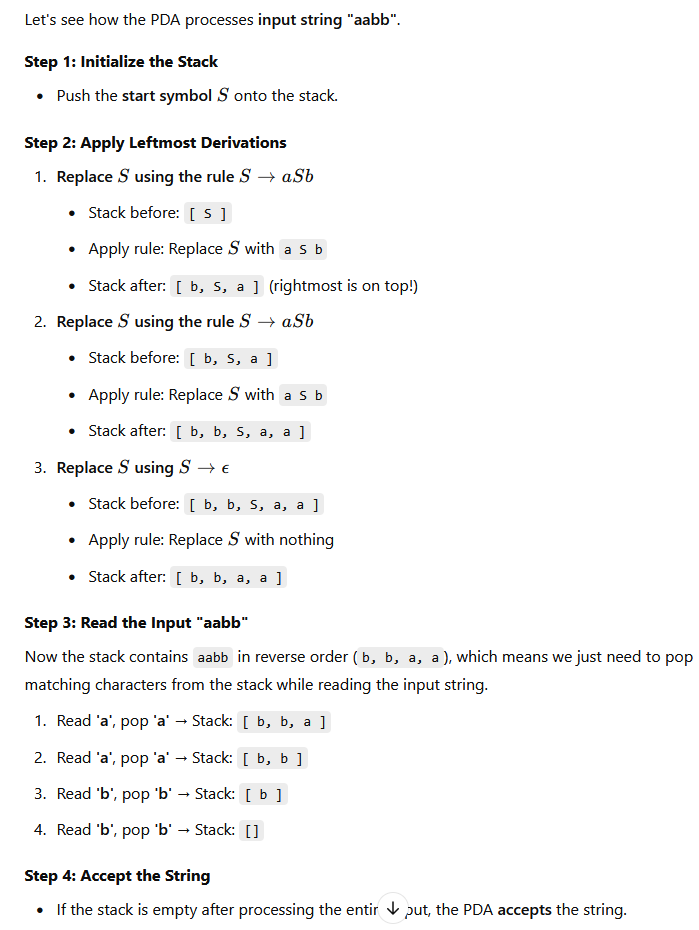 Let's see how the PDA processes input string "aabb".
Step 1: Initialize the Stack
• Push the start symbol S onto the stack.
Step 2: Apply Leftmost Derivations
1. Replace S using the rule S → aSb
• Stack before: [ S ]
• Apply rule: Replace S with a S b
• Stack after: [ b, S, a ] (rightmost is on top!)
2. Replace S using the rule S → aSb
• Stack before: [ b, S, a ]
• Apply rule: Replace S with a S b
• Stack after: [ b, b, S, a, a ]
3. Replace S using S → ϵ
• Stack before: [ b, b, S, a, a ]
• Apply rule: Replace S with nothing
• Stack after: [ b, b, a, a ]
Step 3: Read the Input "aabb"
Now the stack contains aabb in reverse order ( b, b, a, a ), which means we just need to pop
matching characters from the stack while reading the input string.
1. Read 'a', pop 'a' → Stack: [ b, b, a ]
2. Read 'a', pop 'a' → Stack: [ b, b ]
3. Read 'b', pop 'b' → Stack: [ b ]
4. Read 'b', pop 'b' → Stack: []
Step 4: Accept the String
• If the stack is empty after processing the the PDA accepts the string.